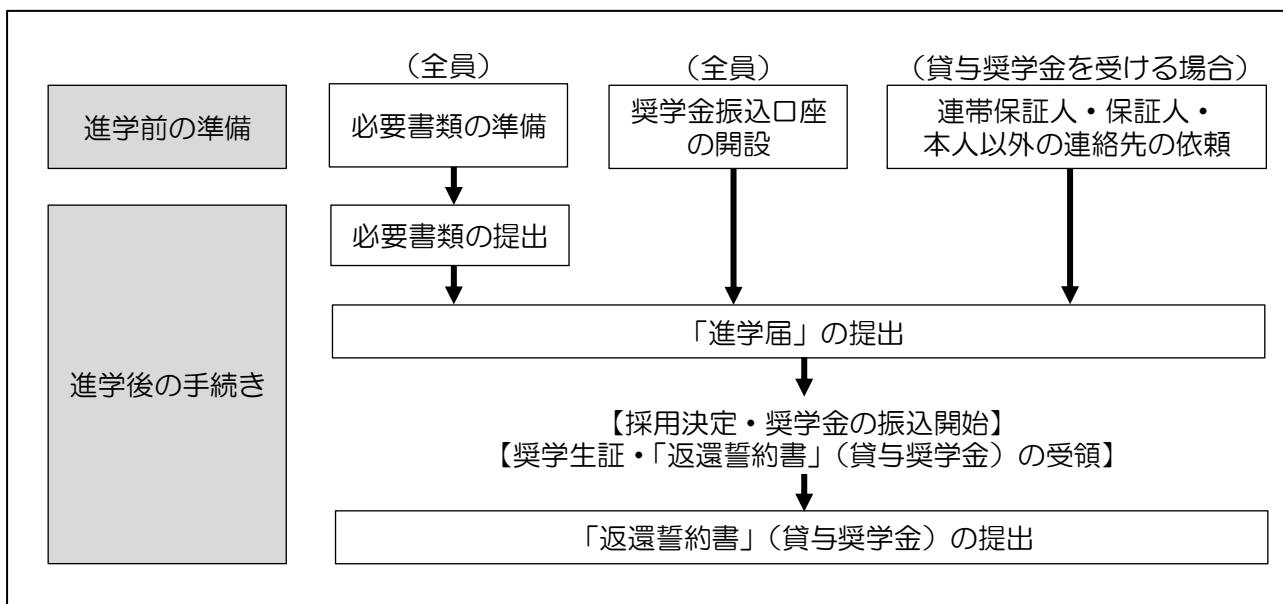 （全員）
（全員）
（貸与奨学金を受ける場合）
進学前の準備
必要書類の準備
奨学金振込口座
の開設
連帯保証人・保証人・
本人以外の連絡先の依頼
進学後の手続き
必要書類の提出
「進学届」の提出
【採用決定・奨学金の振込開始】
【奨学生証・「返還誓約書」（貸与奨学金）の受領】
「返還誓約書」（貸与奨学金）の提出